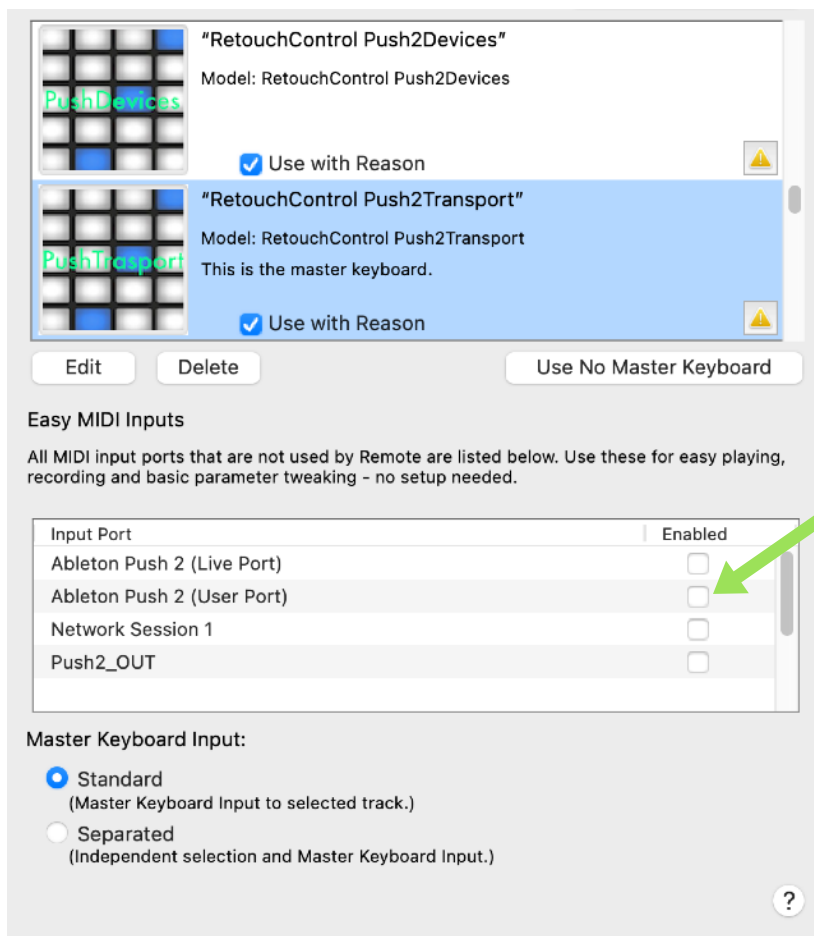 “RetouchControl Push2Devices”
Model: RetouchControl Push2Devices
PushDevices
Use with Reason
“RetouchControl Push2Transport”
Model: RetouchControl Push2Transport
PushTrasport
This is the master keyboard.
Use with Reason
Edit
Delete
Use No Master Keyboard
Easy MIDI Inputs
All MIDI input ports that are not used by Remote are listed below. Use these for easy playing,
recording and basic parameter tweaking - no setup needed.
Input Port
Enabled
Ableton Push 2 (Live Port)
Ableton Push 2 (User Port)
Network Session 1
Push2_OUT
Master Keyboard Input:
Standard
(Master Keyboard Input to selected track.)
Separated
(Independent selection and Master Keyboard Input.)
?